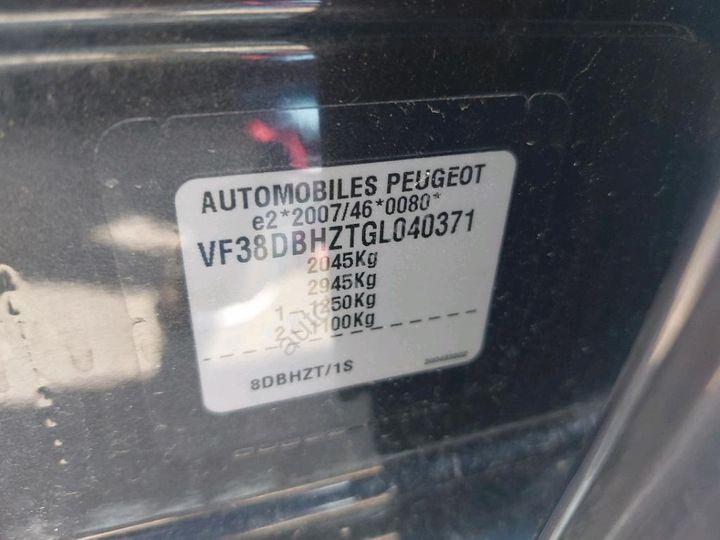 AUTOMOBILES PEUGEOT
e2*2007/46*0080*
VF38DBHZTGL040371
2045Kg
2945Kg
1-1250Kg
2-1100Kg
8DBHZT/1S